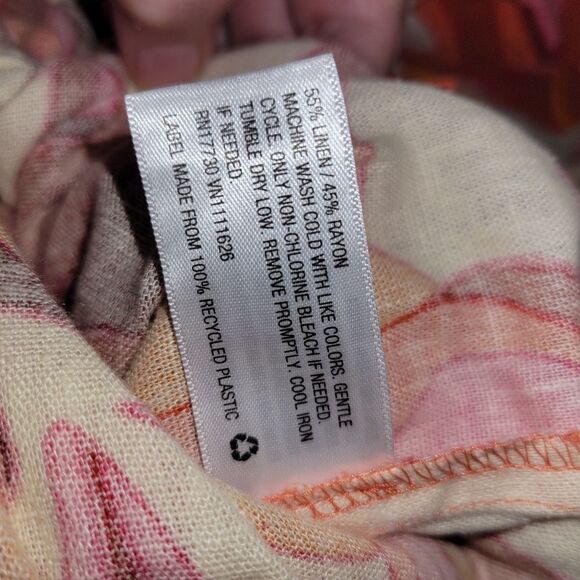 55% LINEN / 45% RAYON
MACHINE WASH COLD WITH LIKE COLORS. GENTLE
CYCLE. ONLY NON-CHLORINE BLEACH IF NEEDED.
TUMBLE DRY LOW. REMOVE PROMPTLY. COOL IRON
IF NEEDED.
RN17730 VN1111626
LABEL MADE FROM 100% RECYCLED PLASTIC